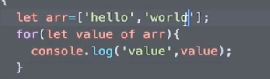 {
let arr=['hello','world'];
for(let value of arr){
console.log('value',value);
}